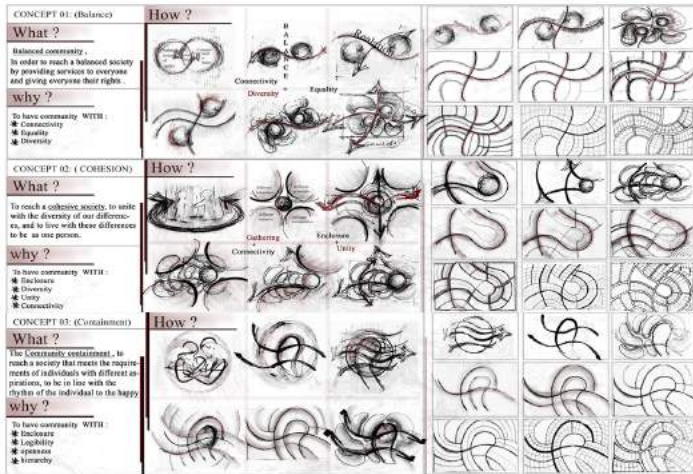 CONCEPT 01: (Balance)
What ?
Balanced community ,
In order to reach a balanced society
by providing services to everyone
and giving everyone their rights .
why ?
To have community WITH :
Connectivity
Equality
Diversity
How ?
BALANCE
Connectivity
+
Diversity
Equality
CONCEPT 02: ( COHESION)
What ?
To reach a cohesive society, to unite
with the diversity of our differenc-
es, and to live with these differences
to be as one person.
why ?
To have community WITH :
Enclosure
Diversity
Unity
Connectivity
How ?
Gathering
+
Connectivity
Enclosure
+
Unity
CONCEPT 03: (Containment)
What ?
The Community containment , to
reach a society that meets the require-
ments of individuals with different as-
pirations, to be in line with the
rhythm of the individual to the happy
why ?
To have community WITH :
Enclosure
Legibility
openness
hierarchy
How ?